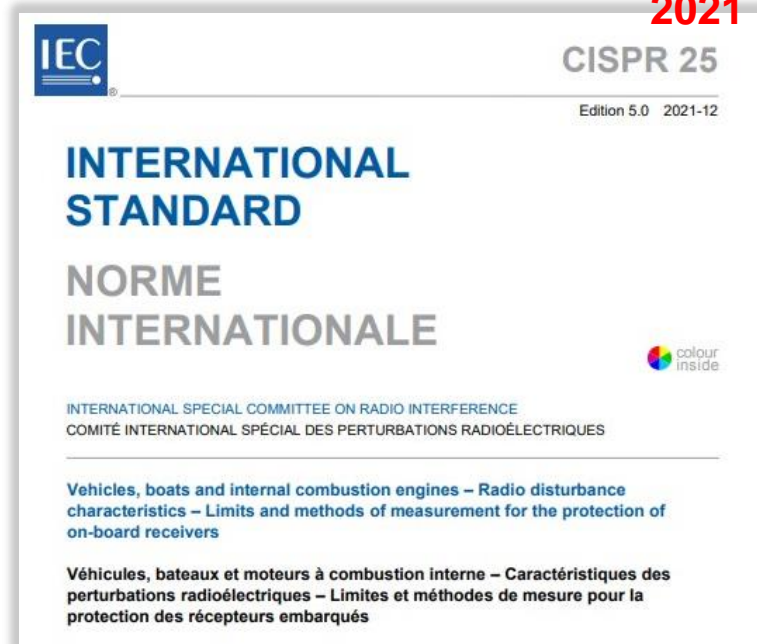 2021
IEC
®
CISPR 25
Edition 5.0 2021-12
INTERNATIONAL
STANDARD
NORME
INTERNATIONALE
colour
inside
INTERNATIONAL SPECIAL COMMITTEE ON RADIO INTERFERENCE
COMITÉ INTERNATIONAL SPÉCIAL DES PERTURBATIONS RADIOÉLECTRIQUES
Vehicles, boats and internal combustion engines – Radio disturbance
characteristics – Limits and methods of measurement for the protection of
on-board receivers
Véhicules, bateaux et moteurs à combustion interne – Caractéristiques des
perturbations radioélectriques – Limites et méthodes de mesure pour la
protection des récepteurs embarqués